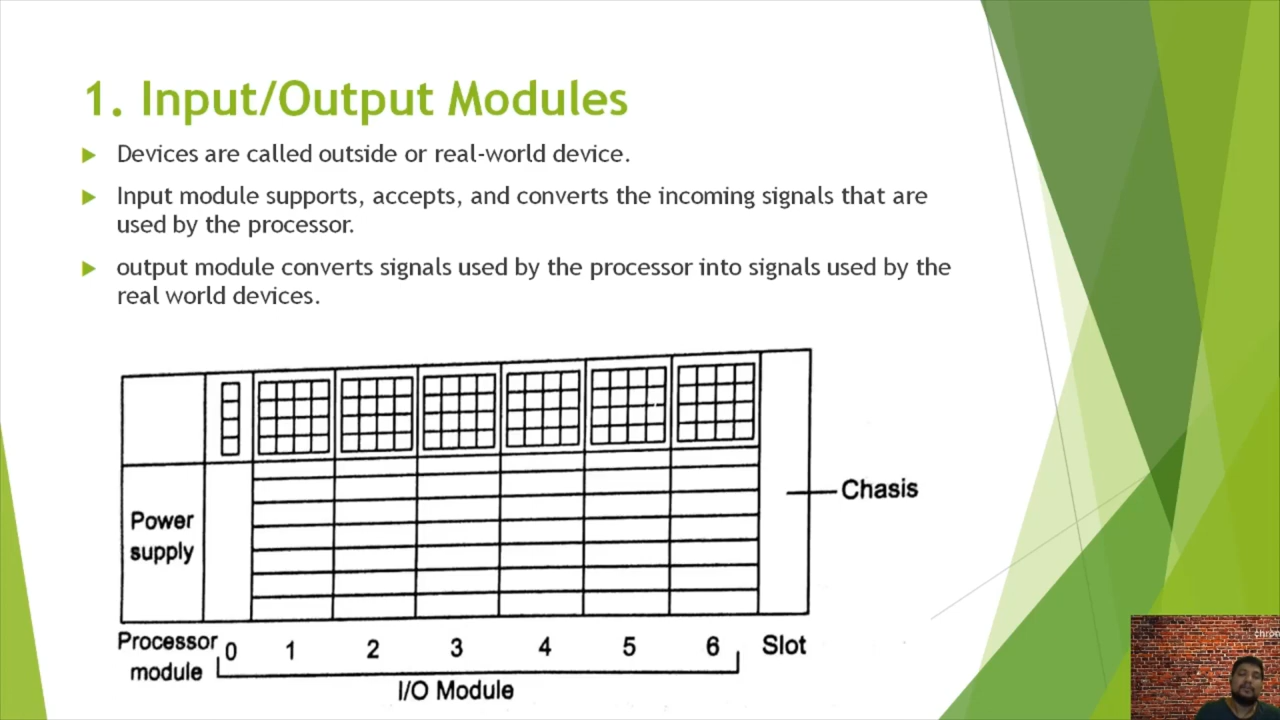 1. Input/Output Modules
Devices are called outside or real-world device.
Input module supports, accepts, and converts the incoming signals that are
used by the processor.
output module converts signals used by the processor into signals used by the
real world devices.
Power
supply
Chasis
Processor
module
0 1 2 3 4 5 6 Slot
I/O Module